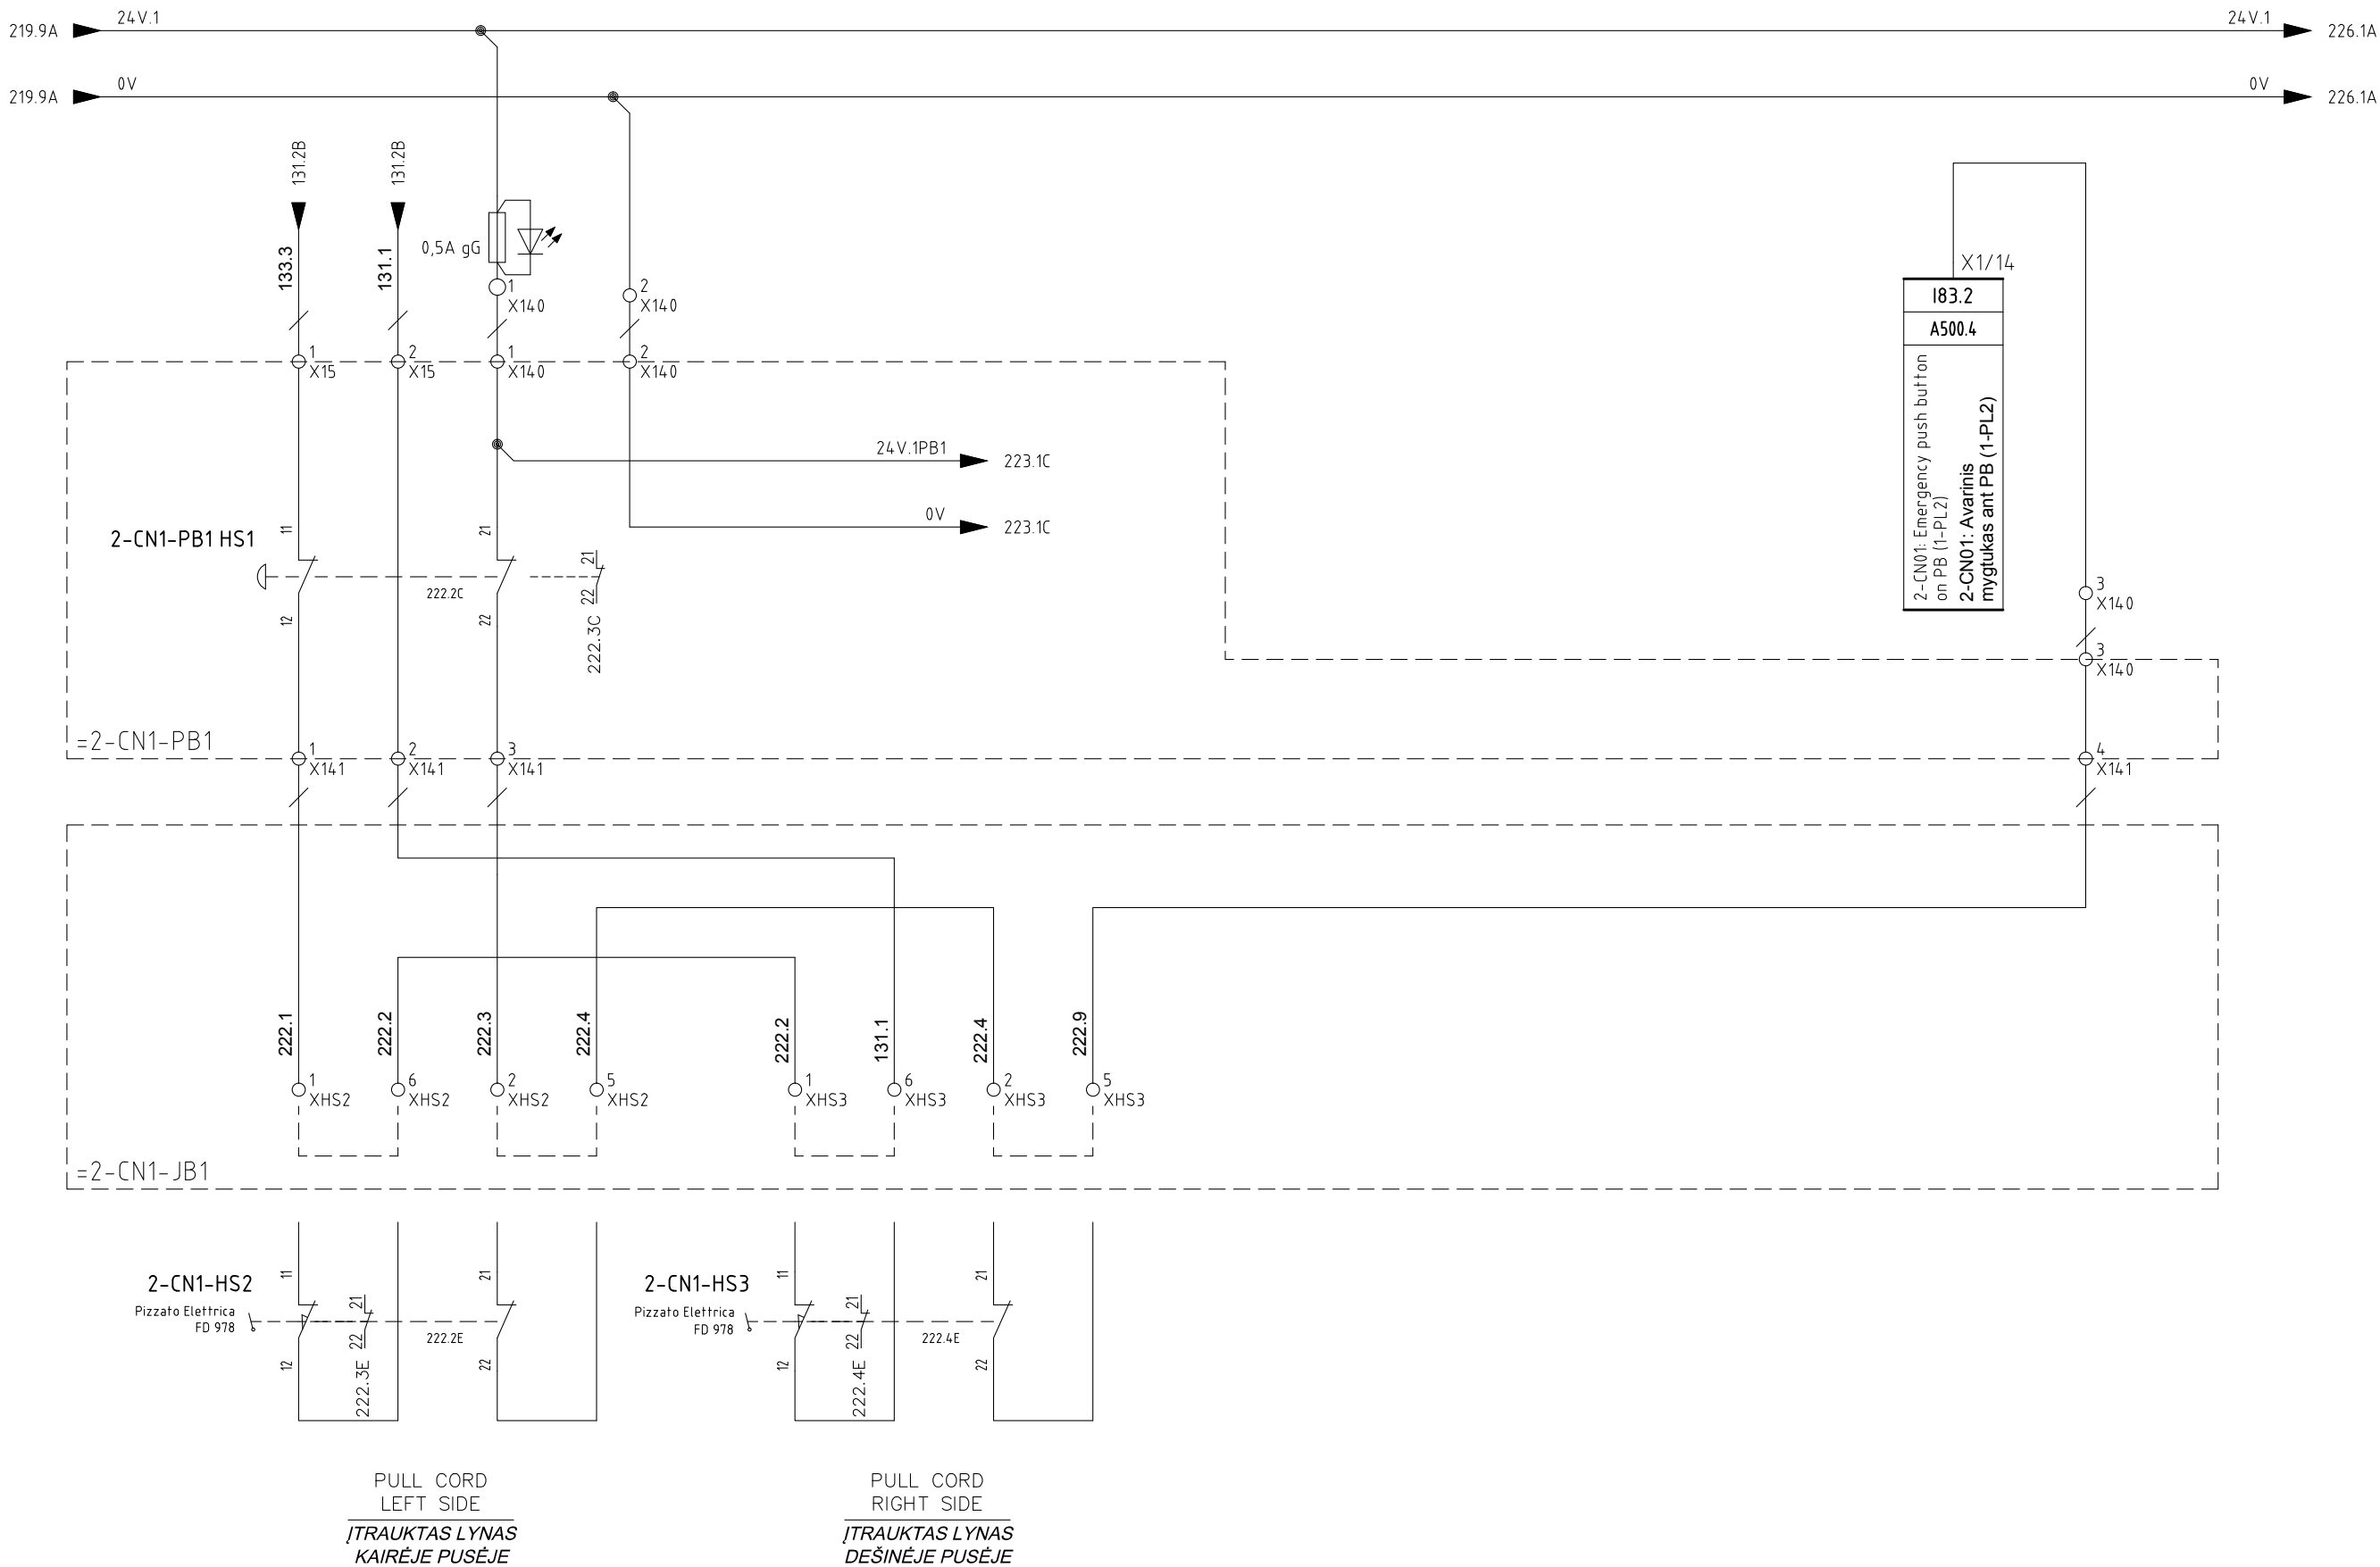 24V.1
24V.1
219.9A
226.1A
0V
0V
219.9A
226.1A
131.2B
131.2B
133.3
131.1
0,5A gG
1
X140
2
X140
X1/14
I83.2
A500.4
2-CN01: Emergency push button
on PB (1-PL2)
2-CN01: Avarinis
mygtukas ant PB (1-PL2)
1
X15
2
X15
1
X140
2
X140
24V.1PB1
223.1C
0V
223.1C
2-CN1-PB1 HS1
11
12
222.2C
21
22
21
22
222.3C
3
X140
3
X140
=2-CN1-PB1
1
X141
2
X141
3
X141
4
X141
222.1
222.2
222.3
222.4
222.2
131.1
222.4
222.9
1
XHS2
6
XHS2
2
XHS2
5
XHS2
1
XHS3
6
XHS3
2
XHS3
5
XHS3
=2-CN1-JB1
2-CN1-HS2
Pizzato Elettrica
FD 978
11
12
21
22
222.3E
222.2E
21
22
2-CN1-HS3
Pizzato Elettrica
FD 978
11
12
21
22
222.4E
222.4E
21
22
PULL CORD
LEFT SIDE
ĮTRAUKTAS LYNAS
KAIRĖJE PUSĖJE
PULL CORD
RIGHT SIDE
ĮTRAUKTAS LYNAS
DEŠINĖJE PUSĖJE